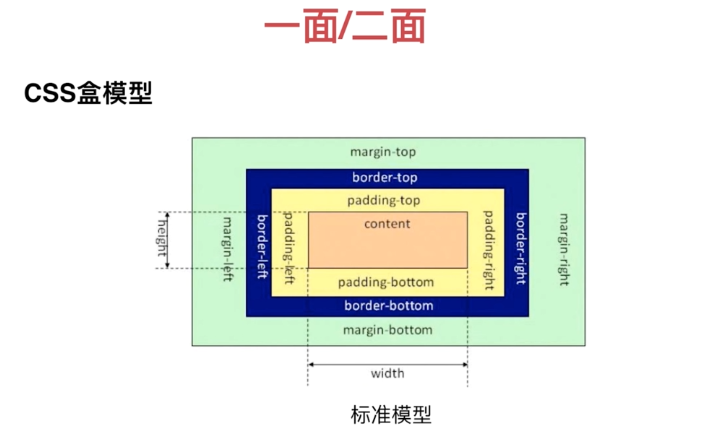 一面/二面
CSS盒模型
margin-top
border-top
padding-top
content
height
margin-left
border-left
padding-left
padding-right
border-right
margin-right
padding-bottom
border-bottom
margin-bottom
width
标准模型